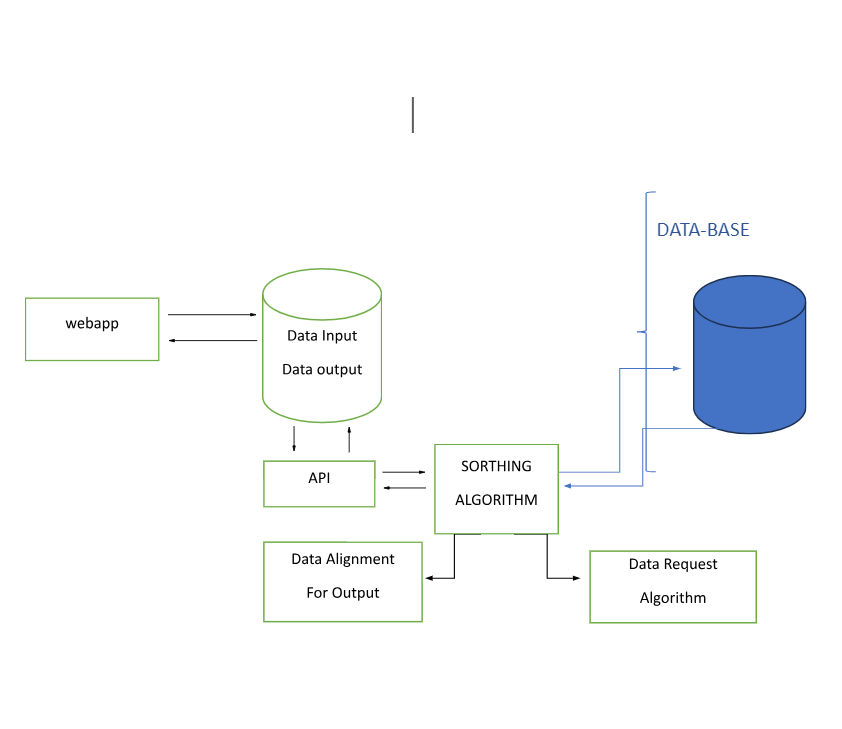 DATA-BASE
webapp
Data Input
Data output
API
SORTHING
ALGORITHM
Data Alignment
For Output
Data Request
Algorithm